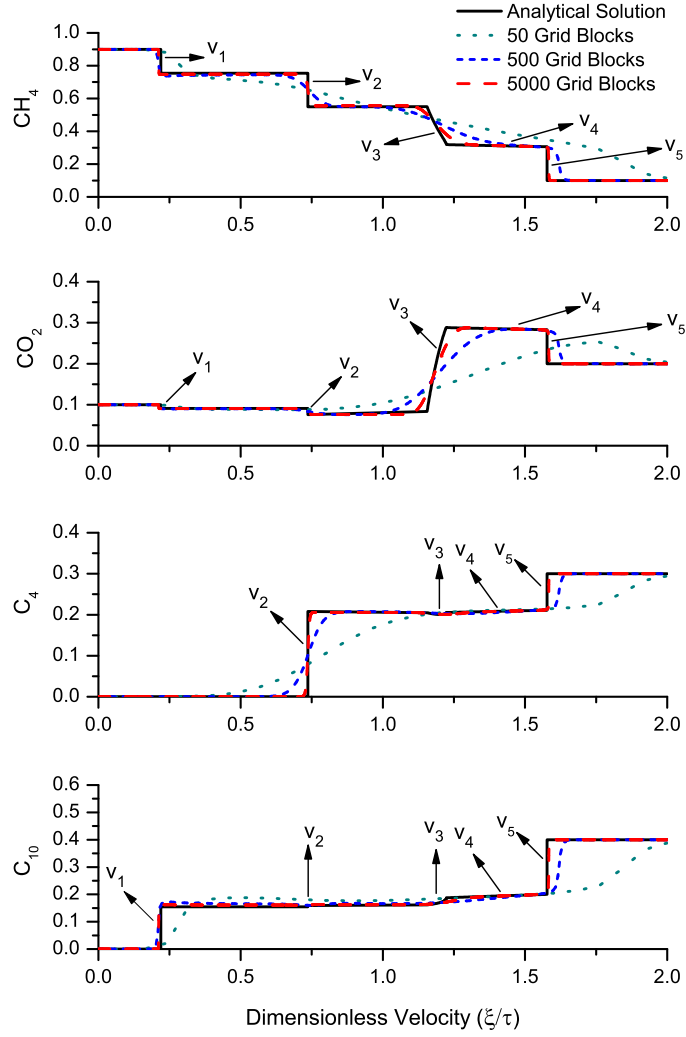 Analytical Solution
50 Grid Blocks
500 Grid Blocks
5000 Grid Blocks
CH4
1.0
0.8
0.6
0.4
0.2
0.0
v1
v2
v3
v4
v5
0.0 0.5 1.0 1.5 2.0
CO2
0.4
0.3
0.2
0.1
0.0
v1
v2
v3
v4
v5
0.0 0.5 1.0 1.5 2.0
C4
0.4
0.3
0.2
0.1
0.0
v2
v3
v4
v5
0.0 0.5 1.0 1.5 2.0
C10
0.6
0.5
0.4
0.3
0.2
0.1
0.0
v1
v2
v3
v4
v5
0.0 0.5 1.0 1.5 2.0
Dimensionless Velocity (ξ/τ)